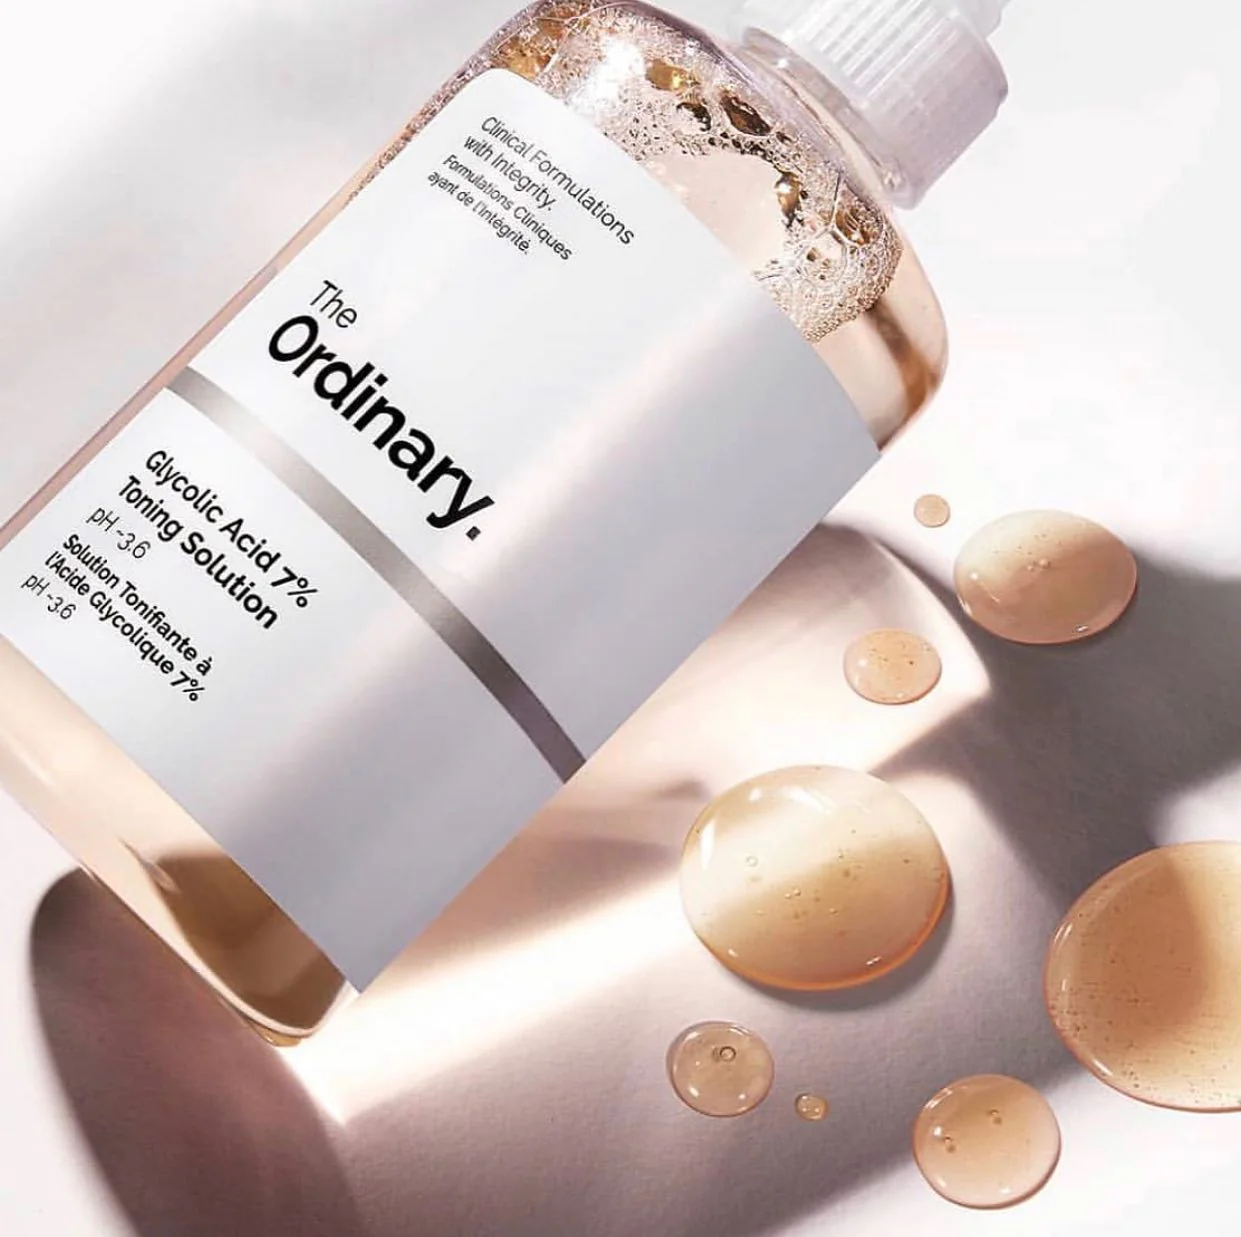 Clinical Formulations
with Integrity.
Formulations Cliniques
ayant de l'Intégrité.
The
Ordinary.
Glycolic Acid 7%
Toning Solution
pH ~3.6
Solution Tonifiante à
l'Acide Glycolique 7%
pH ~3.6